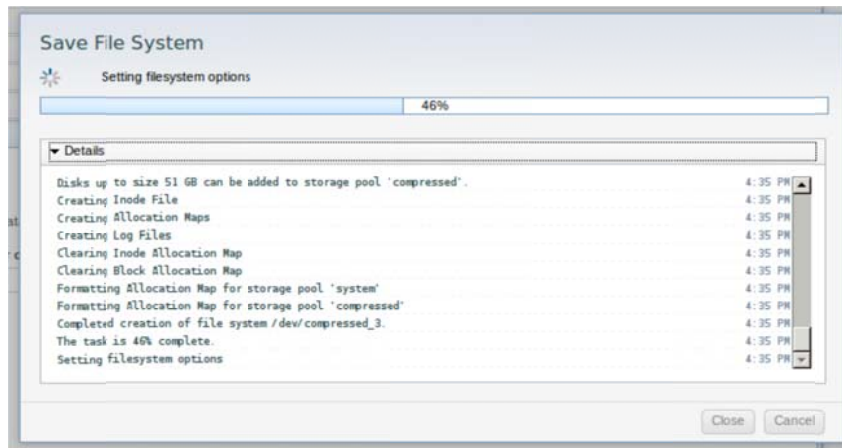 Save File System
Setting filesystem options
46%
Details
Disks up to size 51 GB can be added to storage pool 'compressed'. 4:35 PM
Creating Inode File 4:35 PM
Creating Allocation Maps 4:35 PM
Creating Log Files 4:35 PM
Clearing Inode Allocation Map 4:35 PM
Clearing Block Allocation Map 4:35 PM
Formatting Allocation Map for storage pool 'system' 4:35 PM
Formatting Allocation Map for storage pool 'compressed' 4:35 PM
Completed creation of file system /dev/compressed_3. 4:35 PM
The task is 46% complete. 4:35 PM
Setting filesystem options 4:35 PM
Close Cancel